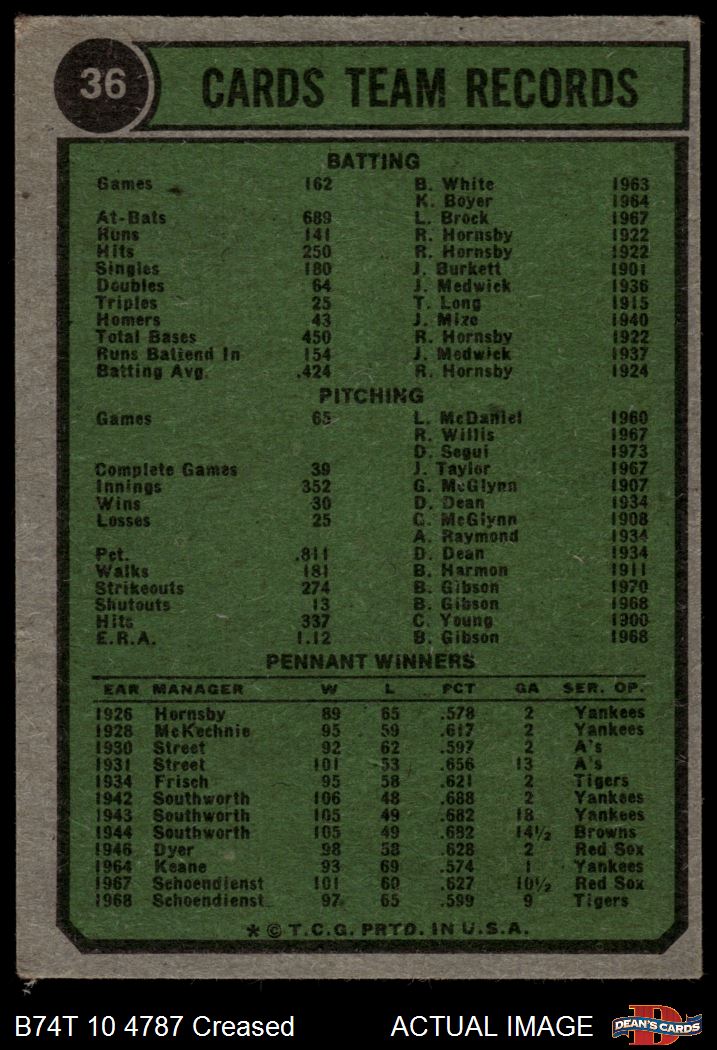 36 CARDS TEAM RECORDS
BATTING
Games 162 B. White 1963
K. Boyer 1964
At-Bats 689 L. Brock 1967
Runs 141 R. Hornsby 1922
Hits 250 R. Hornsby 1922
Singles 180 J. Burkett 1901
Doubles 64 J. Medwick 1936
Triples 25 T. Long 1915
Homers 43 J. Mize 1940
Total Bases 450 R. Hornsby 1922
Runs Battend In 154 J. Medwick 1937
Batting Avg. .424 R. Hornsby 1924
PITCHING
Games 65 L. McDaniel 1960
R. Willis 1967
D. Segui 1973
Complete Games 39 J. Taylor 1967
Innings 352 G. McGlynn 1907
Wins 30 D. Dean 1934
Losses 25 G. McGlynn 1908
A. Raymond 1934
Pct. .811 D. Dean 1934
Walks 181 B. Harmon 1911
Strikeouts 274 B. Gibson 1970
Shutouts 13 B. Gibson 1968
Hits 337 C. Young 1900
E.R.A. 1.12 B. Gibson 1968
PENNANT WINNERS
EAR MANAGER W L PCT GA SER. OP.
1926 Hornsby 89 65 .578 2 Yankees
1928 McKechnie 95 59 .617 2 Yankees
1930 Street 92 62 .597 2 A's
1931 Street 101 53 .656 13 A's
1934 Frisch 95 58 .621 2 Tigers
1942 Southworth 106 48 .688 2 Yankees
1943 Southworth 105 49 .682 18 Yankees
1944 Southworth 105 49 .682 14½ Browns
1946 Dyer 98 58 .628 2 Red Sox
1964 Keane 93 69 .574 1 Yankees
1967 Schoendienst 101 60 .627 10½ Red Sox
1968 Schoendienst 97 65 .599 9 Tigers
* © T.C.G. PRTD. IN U.S.A.
B74T 10 4787 Creased ACTUAL IMAGE DEAN'S CARDS